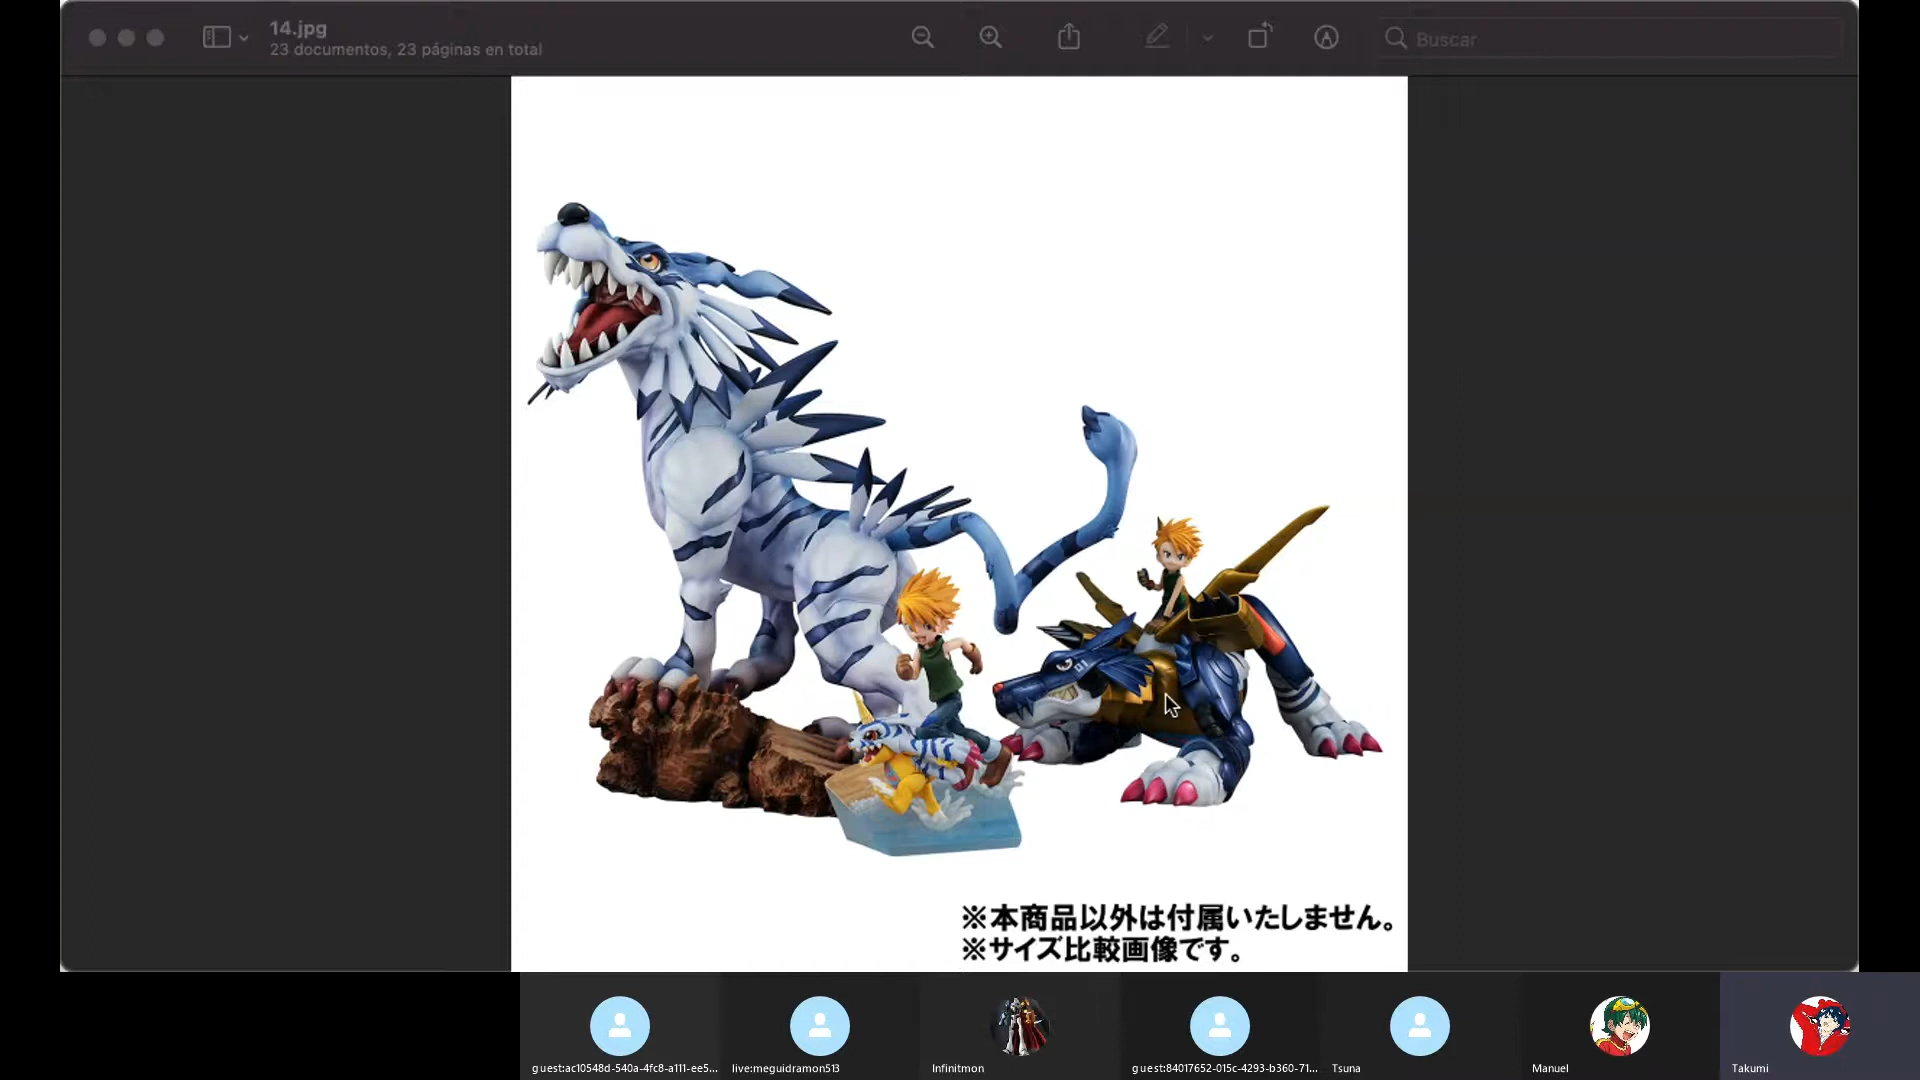 14.jpg
23 documentos, 23 páginas en total
Buscar
※本商品以外は付属いたしません。
※サイズ比較画像です。
guest:ac10548d-540a-4fc8-a111-ee5...
live:meguidramon513
Infinitmon
guest:84017652-015c-4293-b360-71...
Tsuna
Manuel
Takumi